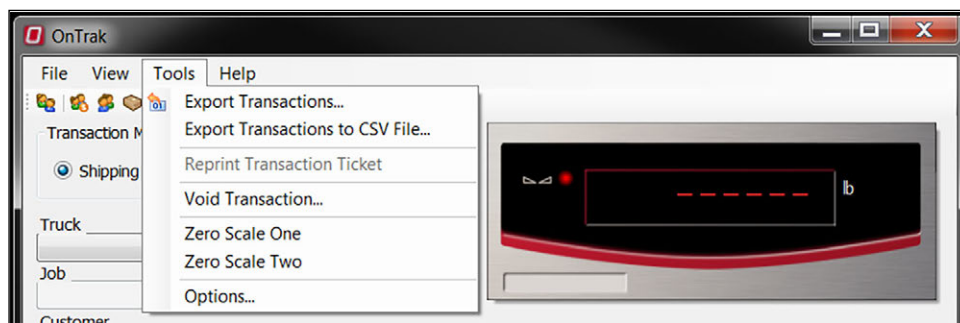 OnTrak
File View Tools Help
Export Transactions...
Export Transactions to CSV File...
Transaction M
Reprint Transaction Ticket
Shipping
Void Transaction...
lb
Truck
Zero Scale One
Zero Scale Two
Job
Options...
Customer